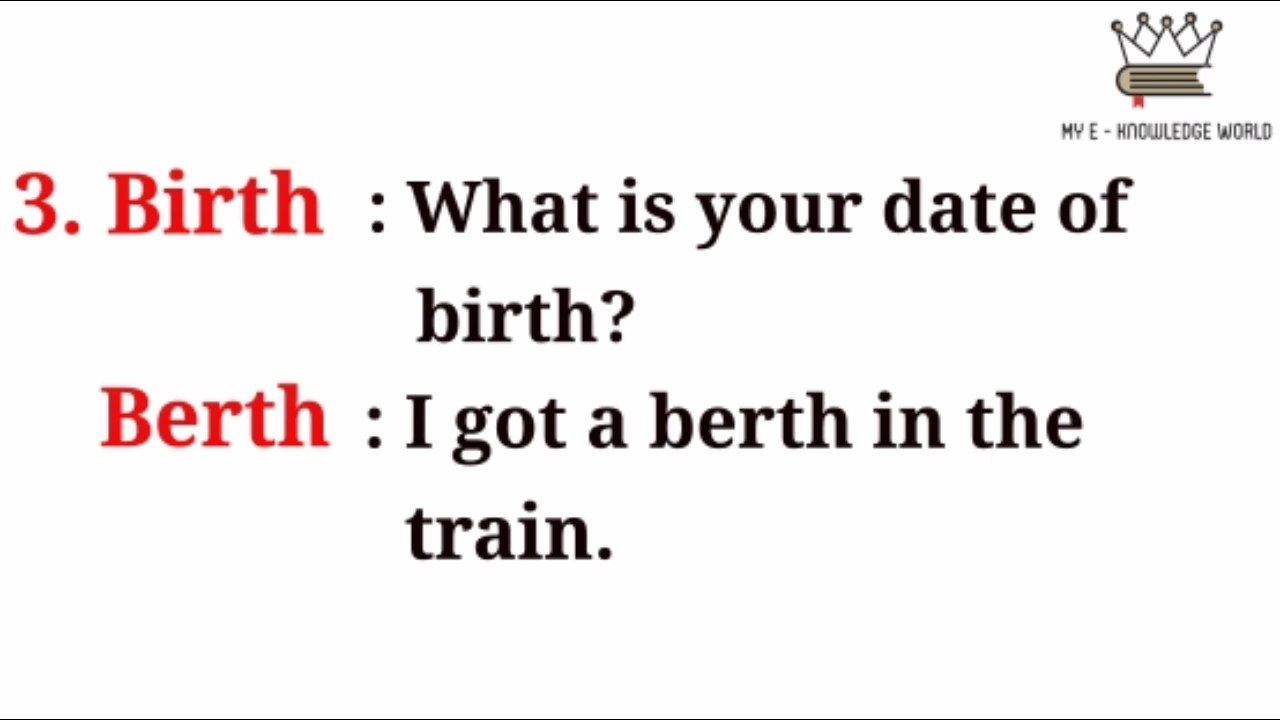 MY E - KNOWLEDGE WORLD
3. Birth : What is your date of
birth?
Berth : I got a berth in the
train.